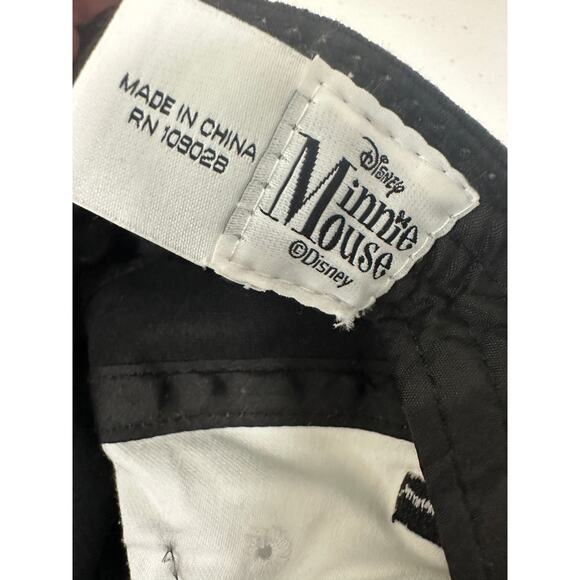 MADE IN CHINA
RN 109028
Disney
Minnie
Mouse
©Disney